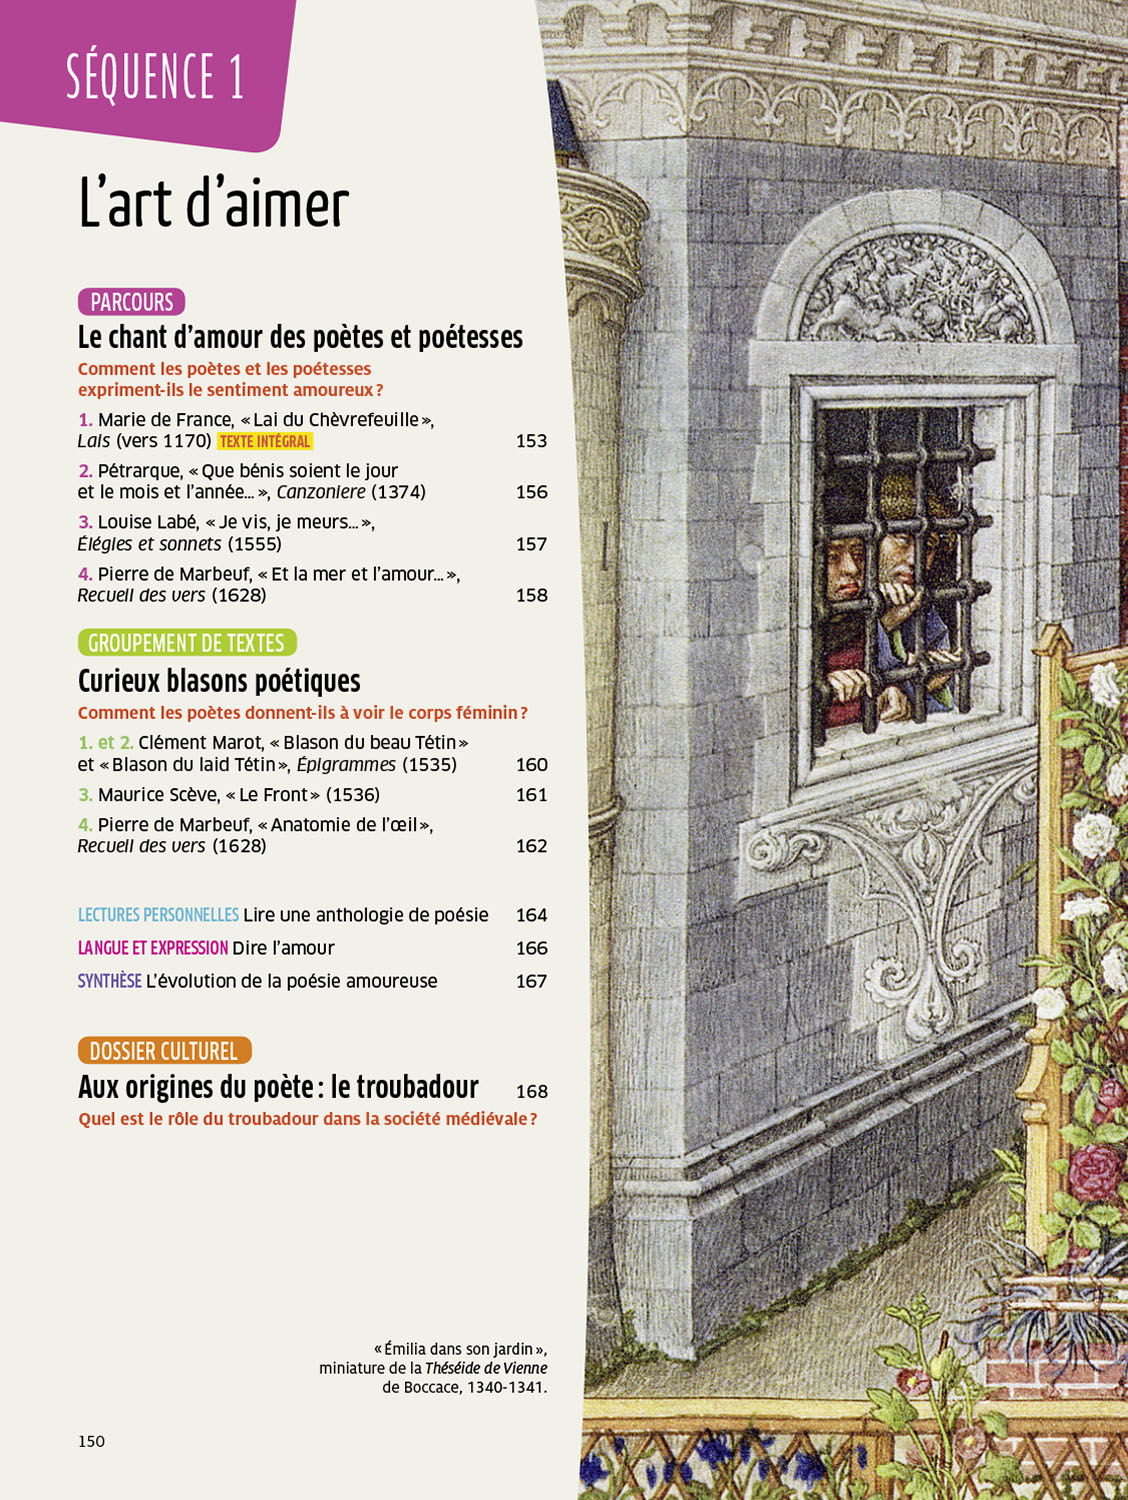 SÉQUENCE 1
L’art d’aimer
PARCOURS
Le chant d’amour des poètes et poétesses
Comment les poètes et les poétesses
expriment-ils le sentiment amoureux ?
1. Marie de France, « Lai du Chèvrefeuille »,
Lais (vers 1170) TEXTE INTÉGRAL 153
2. Pétrarque, « Que bénis soient le jour
et le mois et l’année… », Canzoniere (1374) 156
3. Louise Labé, « Je vis, je meurs… »,
Élégies et sonnets (1555) 157
4. Pierre de Marbeuf, « Et la mer et l’amour… »,
Recueil des vers (1628) 158
GROUPEMENT DE TEXTES
Curieux blasons poétiques
Comment les poètes donnent-ils à voir le corps féminin ?
1. et 2. Clément Marot, « Blason du beau Tétin »
et « Blason du laid Tétin », Épigrammes (1535) 160
3. Maurice Scève, « Le Front » (1536) 161
4. Pierre de Marbeuf, « Anatomie de l’œil »,
Recueil des vers (1628) 162
LECTURES PERSONNELLES Lire une anthologie de poésie 164
LANGUE ET EXPRESSION Dire l’amour 166
SYNTHÈSE L’évolution de la poésie amoureuse 167
DOSSIER CULTUREL
Aux origines du poète : le troubadour 168
Quel est le rôle du troubadour dans la société médiévale ?
« Émilia dans son jardin »,
miniature de la Théséide de Vienne
de Boccace, 1340-1341.
150